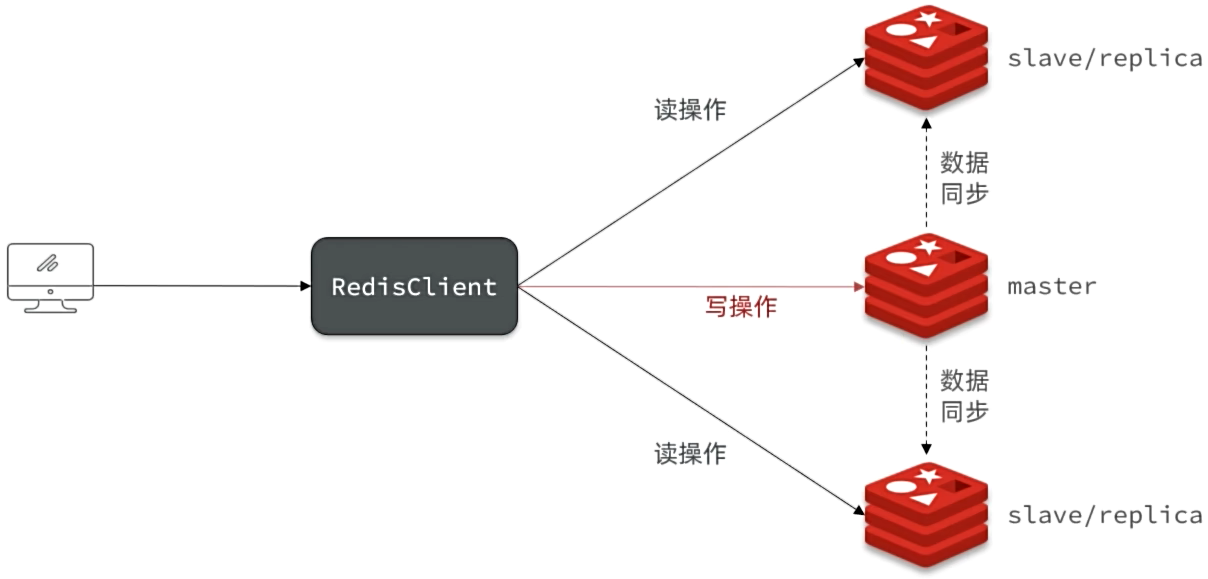 slave/replica
读操作
数据
同步
RedisClient
写操作
master
数据
同步
读操作
slave/replica